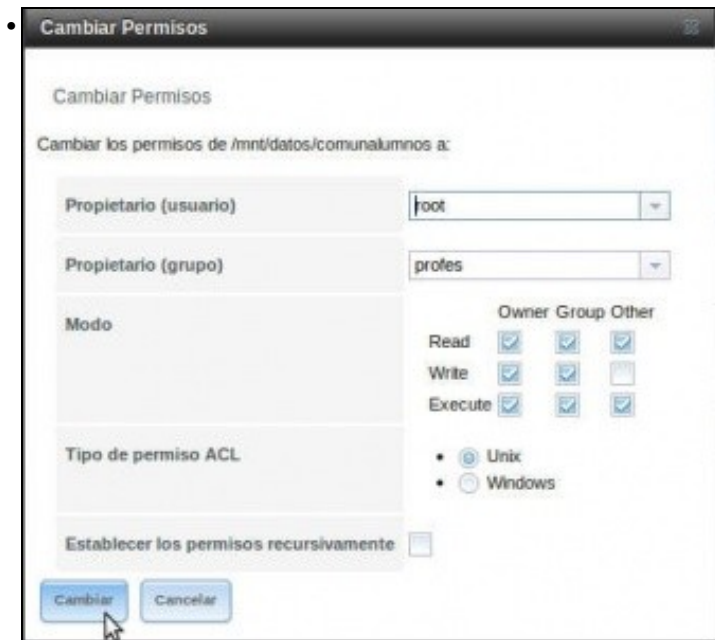 Cambiar Permisos
Cambiar Permisos
Cambiar los permisos de /mnt/datos/comunalumnos a:
Propietario (usuario) root
Propietario (grupo) profes
Modo Owner Group Other
Read
Write
Execute
Tipo de permiso ACL • Unix
• Windows
Establecer los permisos recursivamente
Cambiar Cancelar